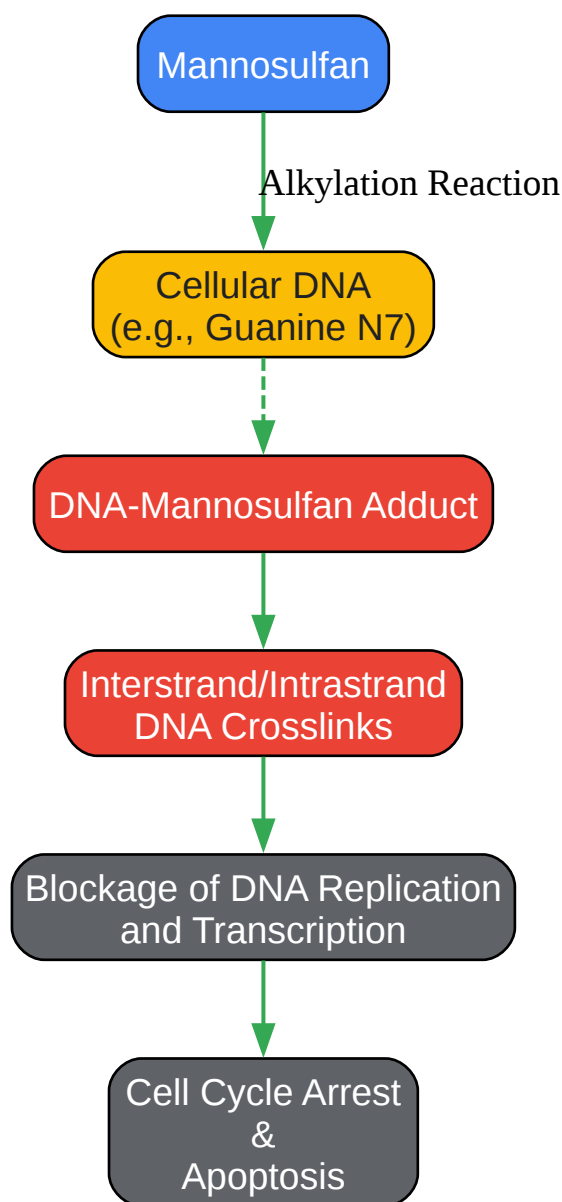 Mannosulfan
Alkylation Reaction
Cellular DNA
(e.g., Guanine N7)
DNA-Mannosulfan Adduct
Interstrand/Intrastrand
DNA Crosslinks
Blockage of DNA Replication
and Transcription
Cell Cycle Arrest
&
Apoptosis